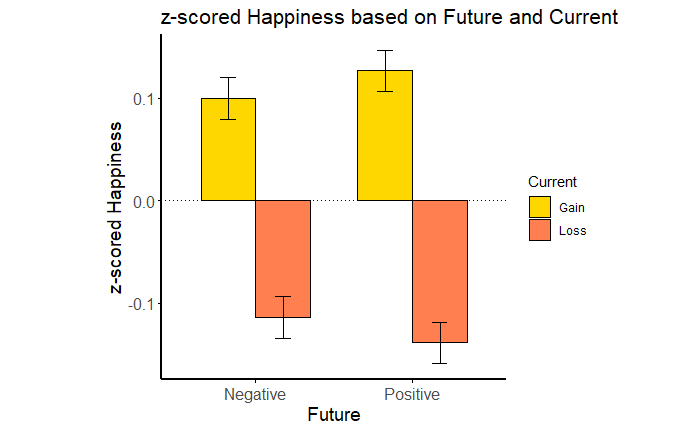 z-scored Happiness based on Future and Current
z-scored Happiness
0.1
0.0
-0.1
Negative
Positive
Future
Current
Gain
Loss